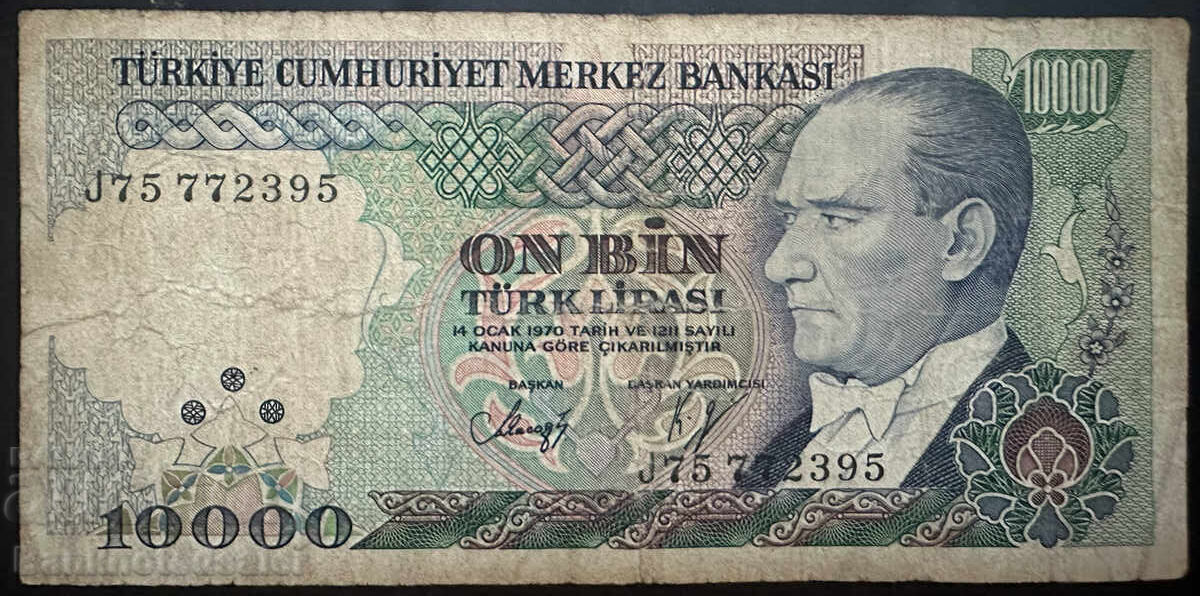 TÜRKİYE CUMHURİYET MERKEZ BANKASI
10000
J75 772395
ON BİN
TÜRK LİRASI
14 OCAK 1970 TARİH VE 1211 SAYILI
KANUNA GÖRE ÇIKARILMIŞTIR
BAŞKAN BAŞKAN YARDIMCISI
J75 772395
10000